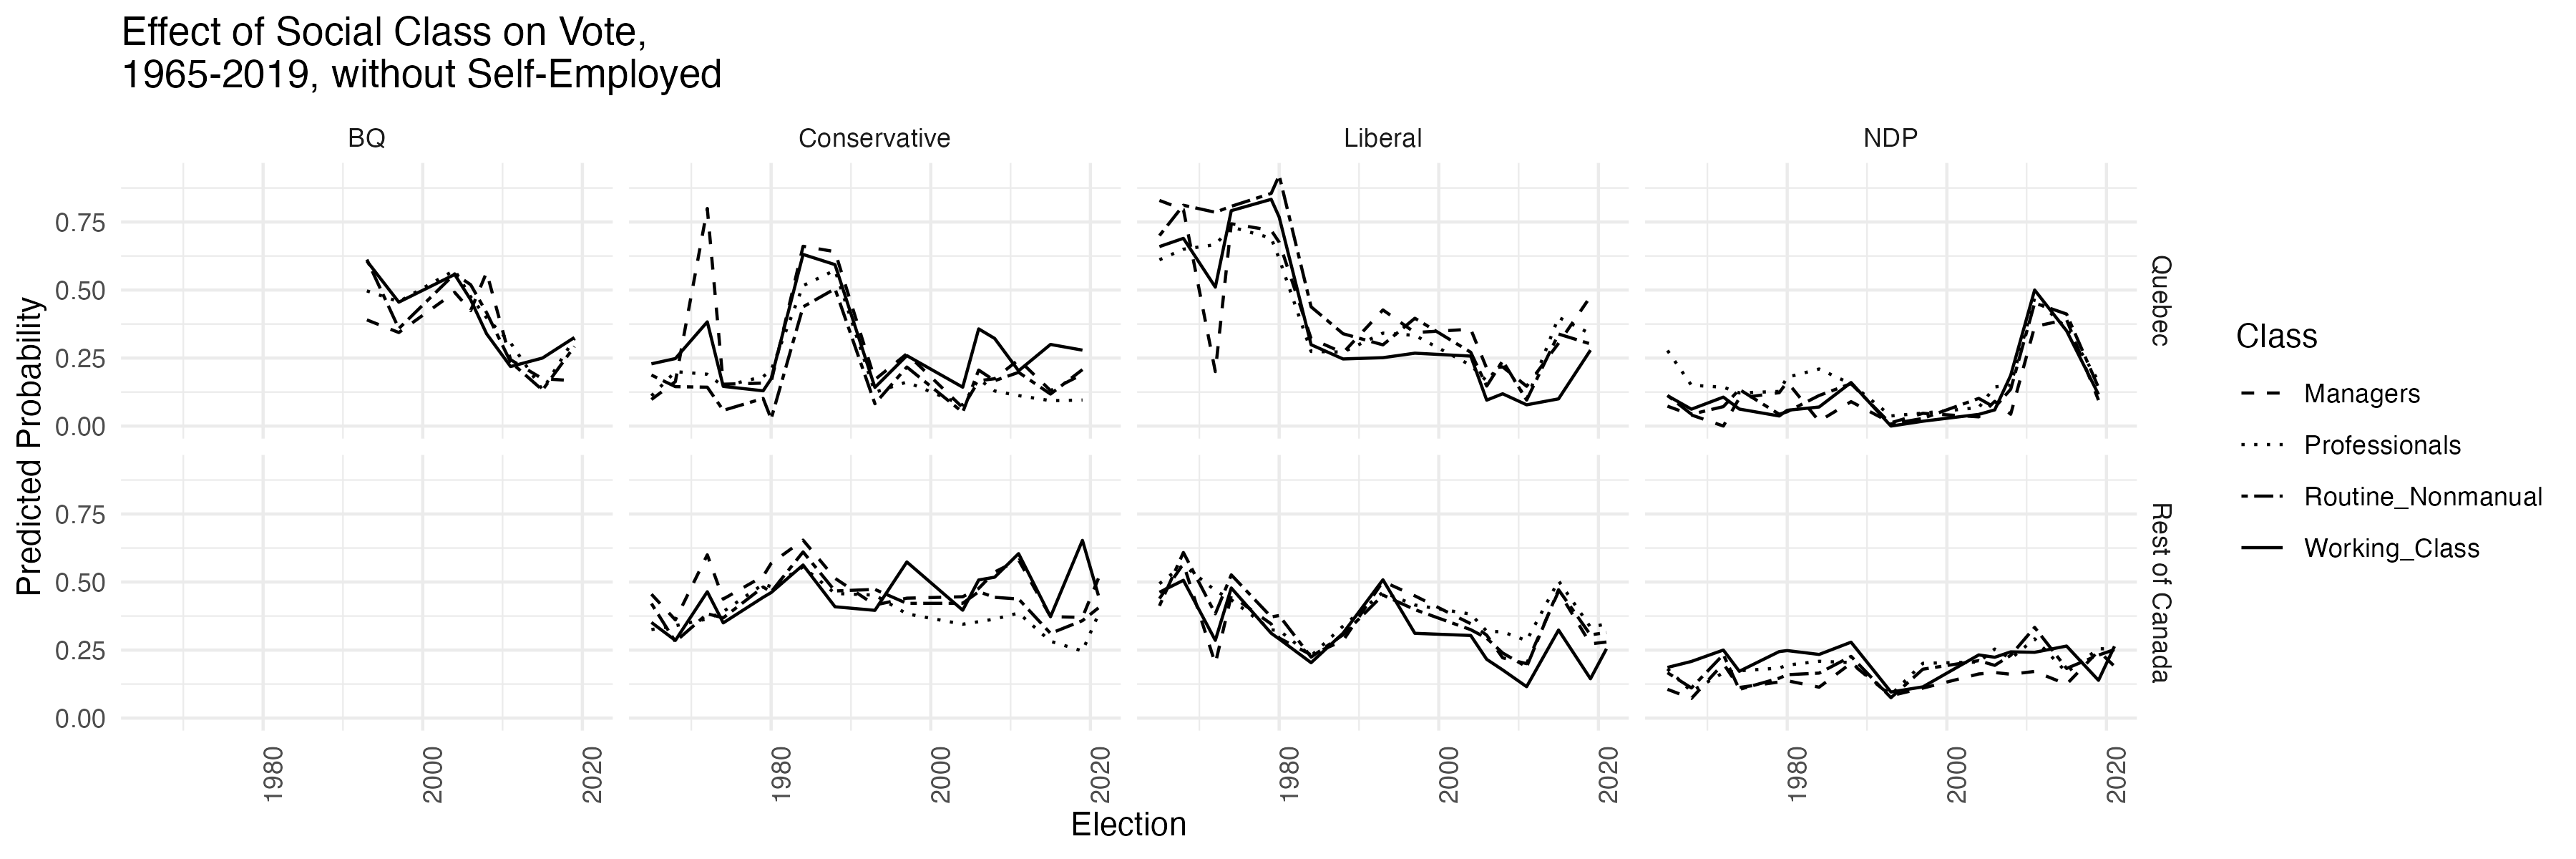 Effect of Social Class on Vote,
1965-2019, without Self-Employed
BQ
Conservative
Liberal
NDP
Predicted Probability
0.75
0.50
0.25
0.00
Quebec
0.75
0.50
0.25
0.00
Rest of Canada
1980
2000
2020
1980
2000
2020
1980
2000
2020
1980
2000
2020
Election
Class
Managers
Professionals
Routine_Nonmanual
Working_Class